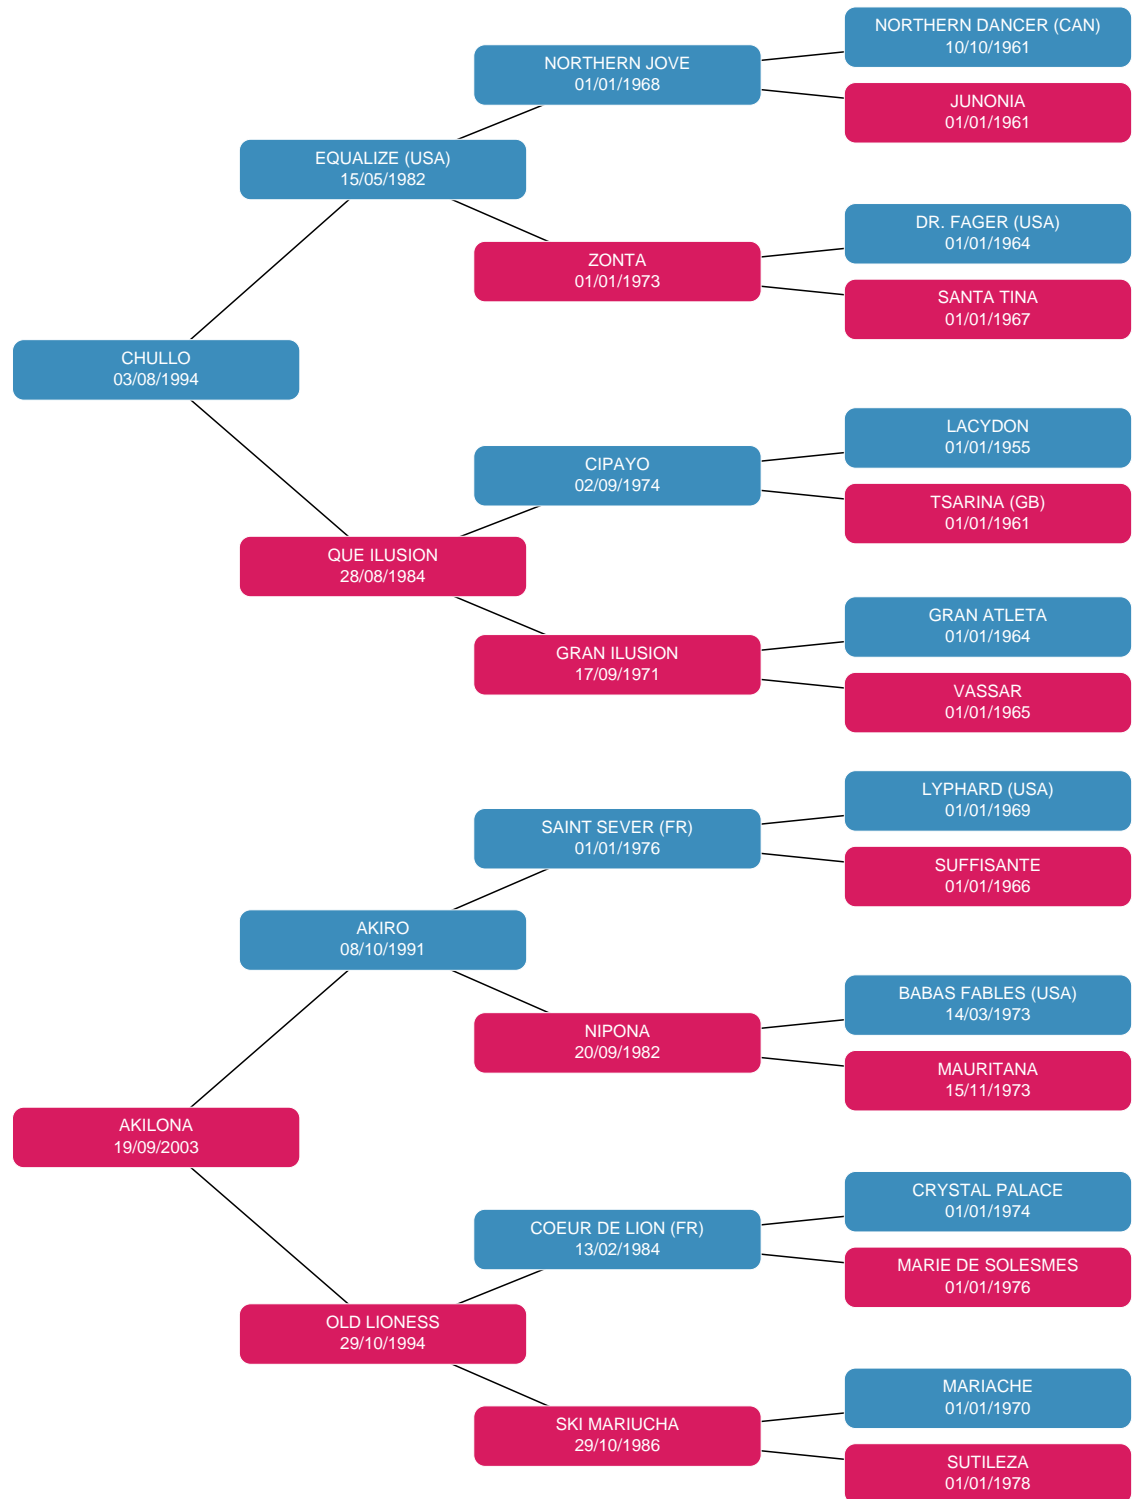 NORTHERN DANCER (CAN)
10/10/1961
NORTHERN JOVE
01/01/1968
JUNONIA
01/01/1961
EQUALIZE (USA)
15/05/1982
DR. FAGER (USA)
01/01/1964
ZONTA
01/01/1973
SANTA TINA
01/01/1967
CHULLO
03/08/1994
LACYDON
01/01/1955
CIPAYO
02/09/1974
TSARINA (GB)
01/01/1961
QUE ILUSION
28/08/1984
GRAN ATLETA
01/01/1964
GRAN ILUSION
17/09/1971
VASSAR
01/01/1965
LYPHARD (USA)
01/01/1969
SAINT SEVER (FR)
01/01/1976
SUFFISANTE
01/01/1966
AKIRO
08/10/1991
BABAS FABLES (USA)
14/03/1973
NIPONA
20/09/1982
MAURITANA
15/11/1973
AKILONA
19/09/2003
CRYSTAL PALACE
01/01/1974
COEUR DE LION (FR)
13/02/1984
MARIE DE SOLESMES
01/01/1976
OLD LIONESS
29/10/1994
MARIACHE
01/01/1970
SKI MARIUCHA
29/10/1986
SUTILEZA
01/01/1978